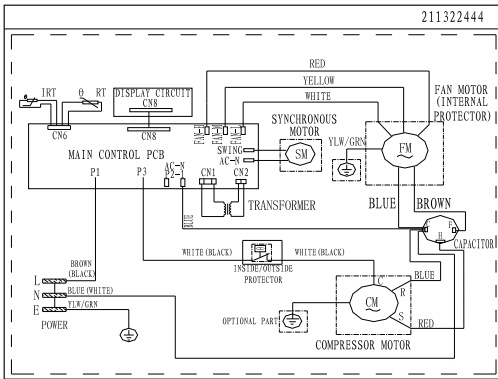 211322444
RED
YELLOW
WHITE
FAN MOTOR
(INTERNAL
PROTECTOR)
IRT
θ
RT
CN6
DISPLAY CIRCUIT
CN8
CN8
SYNCHRONOUS
MOTOR
SWING
AC-N
SM
YLW/GRN
FM
MAIN CONTROL PCB
AC-N
P2-1
P1
P3
CN1
CN2
TRANSFORMER
BLUE
BLUE
BROWN
CAPACITOR
WHITE(BLACK)
WHITE(BLACK)
INSIDE/OUTSIDE
PROTECTOR
BROWN
(BLACK)
L
BLUE(WHITE)
N
YLW/GRN
E
POWER
C
BLUE
R
CM
S
RED
OPTIONAL PART
COMPRESSOR MOTOR